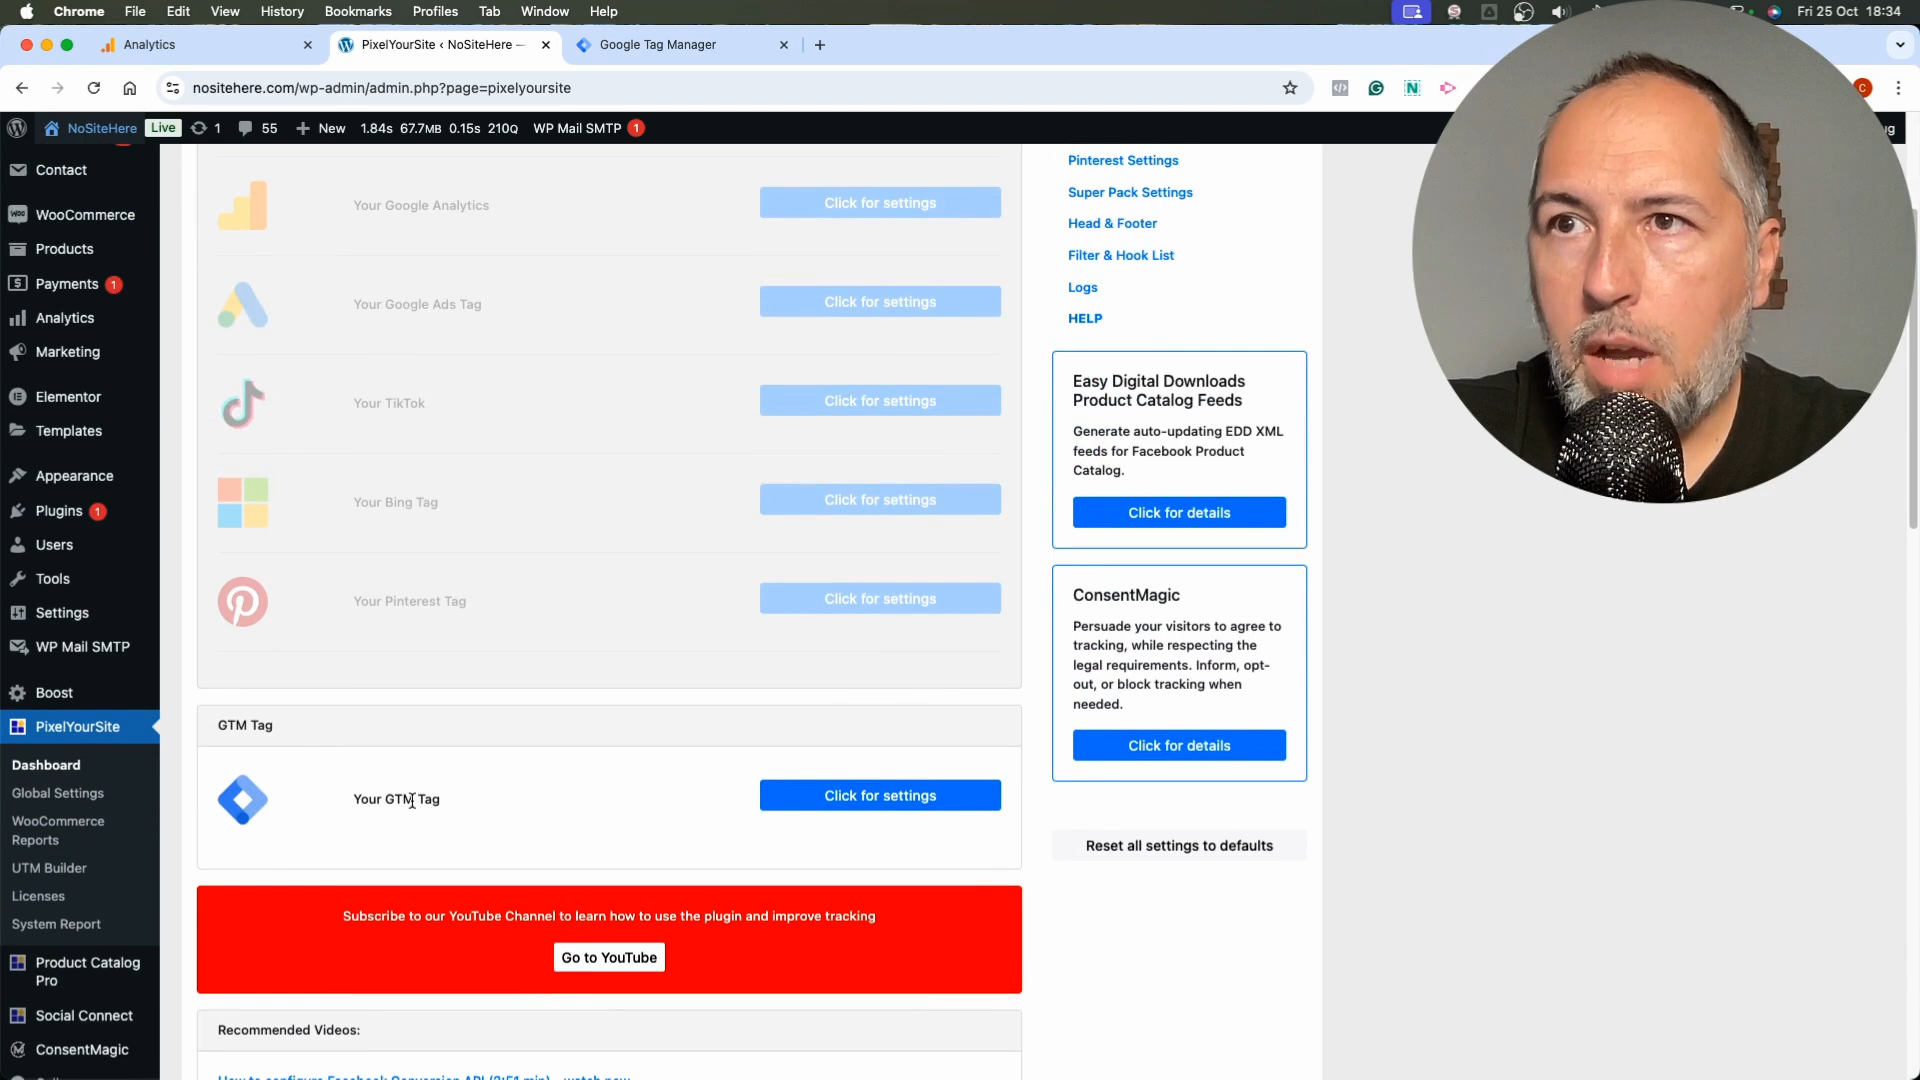 Chrome File Edit View History Bookmarks Profiles Tab Window Help
Fri 25 Oct 18:34
Analytics
PixelYourSite ‹ NoSiteHere —
Google Tag Manager
nositehere.com/wp-admin/admin.php?page=pixelyoursite
C
NoSiteHere Live 1 55 New 1.84s 67.7MB 0.15s 210Q WP Mail SMTP 1
Contact
WooCommerce
Products
Payments 1
Analytics
Marketing
Elementor
Templates
Appearance
Plugins 1
Users
Tools
Settings
WP Mail SMTP
Boost
PixelYourSite
Dashboard
Global Settings
WooCommerce
Reports
UTM Builder
Licenses
System Report
Product Catalog
Pro
Social Connect
ConsentMagic
Your Google Analytics
Click for settings
Your Google Ads Tag
Click for settings
Your TikTok
Click for settings
Your Bing Tag
Click for settings
Your Pinterest Tag
Click for settings
GTM Tag
Your GTM Tag
Click for settings
Subscribe to our YouTube Channel to learn how to use the plugin and improve tracking
Go to YouTube
Recommended Videos:
Pinterest Settings
Super Pack Settings
Head & Footer
Filter & Hook List
Logs
HELP
Easy Digital Downloads
Product Catalog Feeds
Generate auto-updating EDD XML
feeds for Facebook Product
Catalog.
Click for details
ConsentMagic
Persuade your visitors to agree to
tracking, while respecting the
legal requirements. Inform, opt-
out, or block tracking when
needed.
Click for details
Reset all settings to defaults